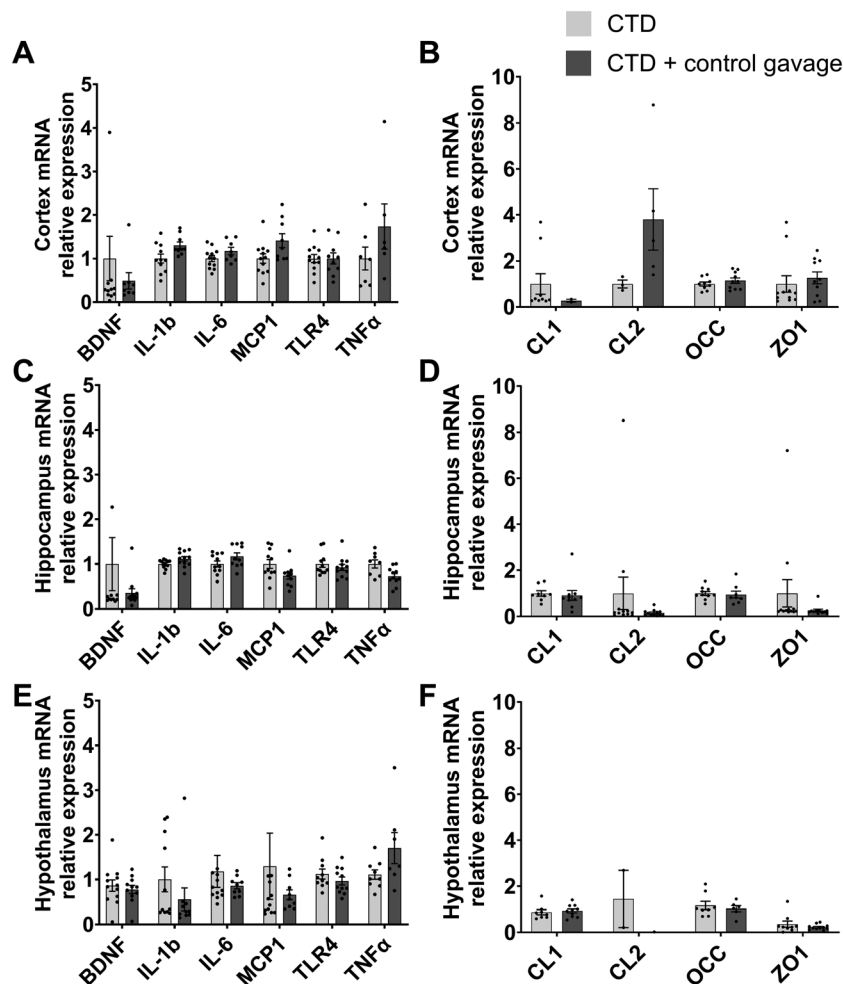 CTD
CTD + control gavage
A
Cortex mRNA
relative expression
5
4
3
2
1
0
BDNF
IL-1b
IL-6
MCP1
TLR4
TNFα
B
Cortex mRNA
relative expression
10
8
6
4
2
0
CL1
CL2
OCC
ZO1
C
Hippocampus mRNA
relative expression
5
4
3
2
1
0
BDNF
IL-1b
IL-6
MCP1
TLR4
TNFα
D
Hippocampus mRNA
relative expression
10
8
6
4
2
0
CL1
CL2
OCC
ZO1
E
Hypothalamus mRNA
relative expression
5
4
3
2
1
0
BDNF
IL-1b
IL-6
MCP1
TLR4
TNFα
F
Hypothalamus mRNA
relative expression
10
8
6
4
2
0
CL1
CL2
OCC
ZO1